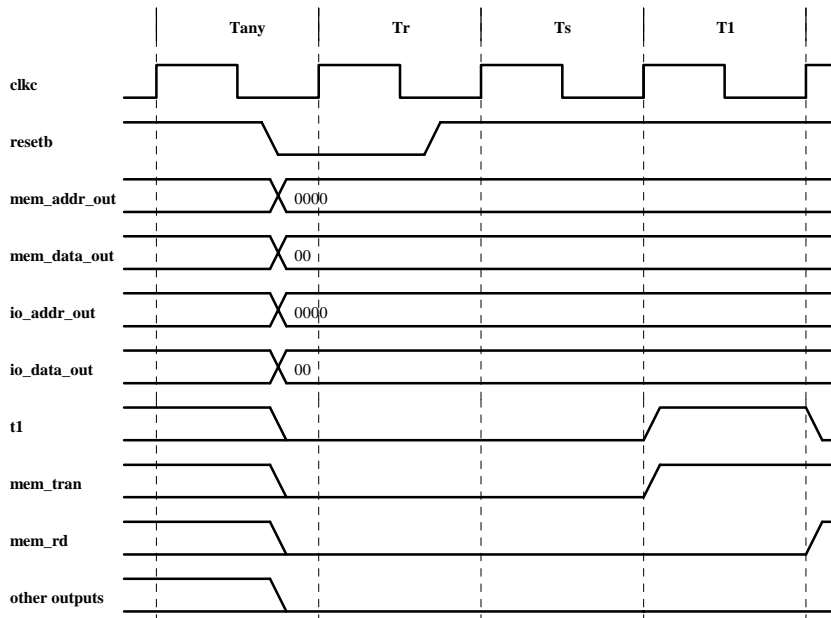 Tany Tr Ts T1
clkc
resetb
mem_addr_out 0000
mem_data_out 00
io_addr_out 0000
io_data_out 00
t1
mem_tran
mem_rd
other outputs